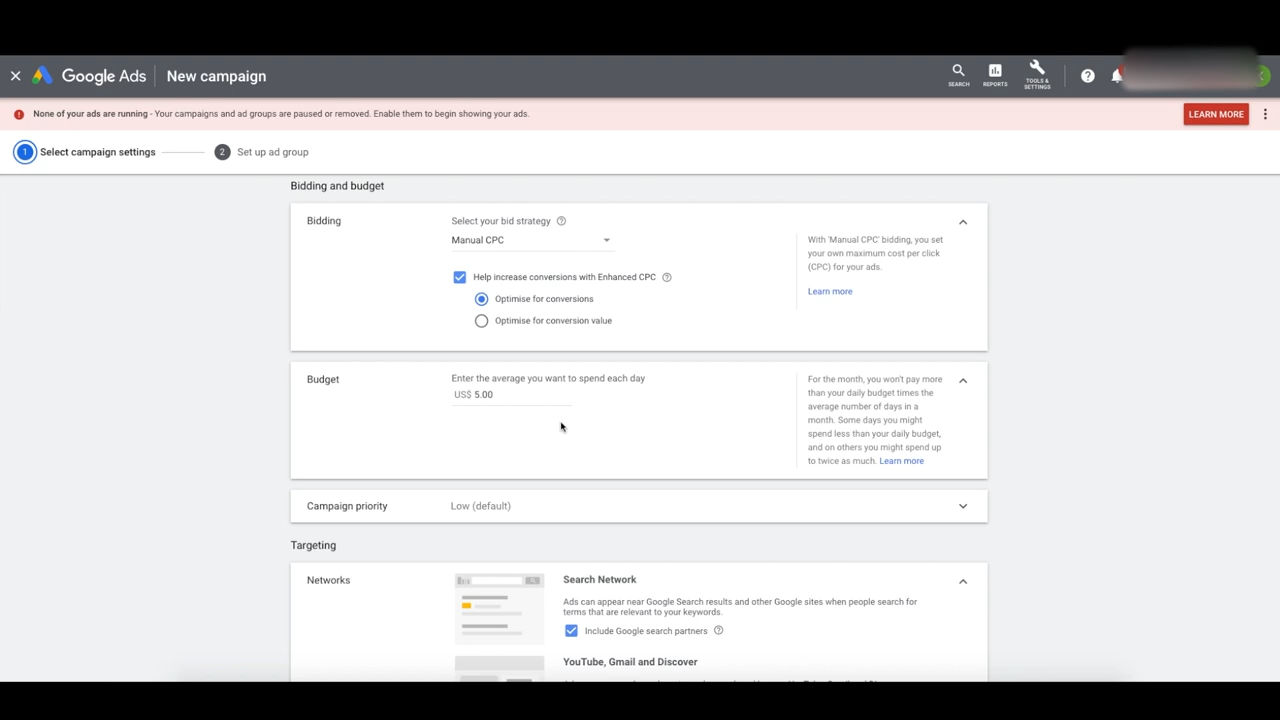 Google Ads
New campaign
SEARCH
REPORTS
TOOLS &
SETTINGS
None of your ads are running - Your campaigns and ad groups are paused or removed. Enable them to begin showing your ads.
LEARN MORE
1 Select campaign settings
2 Set up ad group
Bidding and budget
Bidding
Select your bid strategy
Manual CPC
Help increase conversions with Enhanced CPC
Optimise for conversions
Optimise for conversion value
With 'Manual CPC' bidding, you set
your own maximum cost per click
(CPC) for your ads.
Learn more
Budget
Enter the average you want to spend each day
US$ 5.00
For the month, you won't pay more
than your daily budget times the
average number of days in a
month. Some days you might
spend less than your daily budget,
and on others you might spend up
to twice as much. Learn more
Campaign priority
Low (default)
Targeting
Networks
Search Network
Ads can appear near Google Search results and other Google sites when people search for
terms that are relevant to your keywords.
Include Google search partners
YouTube, Gmail and Discover